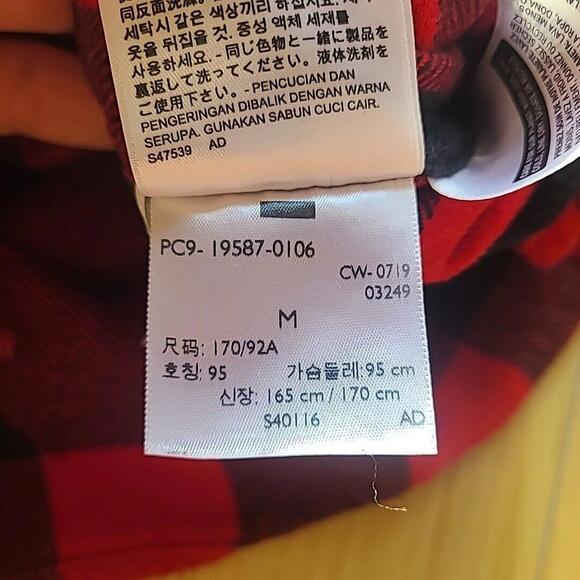 同反面洗滌。
세탁시 같은 색상끼리 하십시오.
옷을 뒤집을 것. 중성 액체 세제를
사용하세요. - 同じ色物と一緒に製品を
裏返して洗ってください。液体洗剤を
ご使用下さい。- PENCUCIAN DAN
PENGERINGAN DIBALIK DENGAN WARNA
SERUPA. GUNAKAN SABUN CUCI CAIR.
S47539 AD
PC9- 19587-0106
CW- 0719
03249
M
尺码: 170/92A
호칭: 95 가슴둘레: 95 cm
신장: 165 cm / 170 cm
S40116 AD